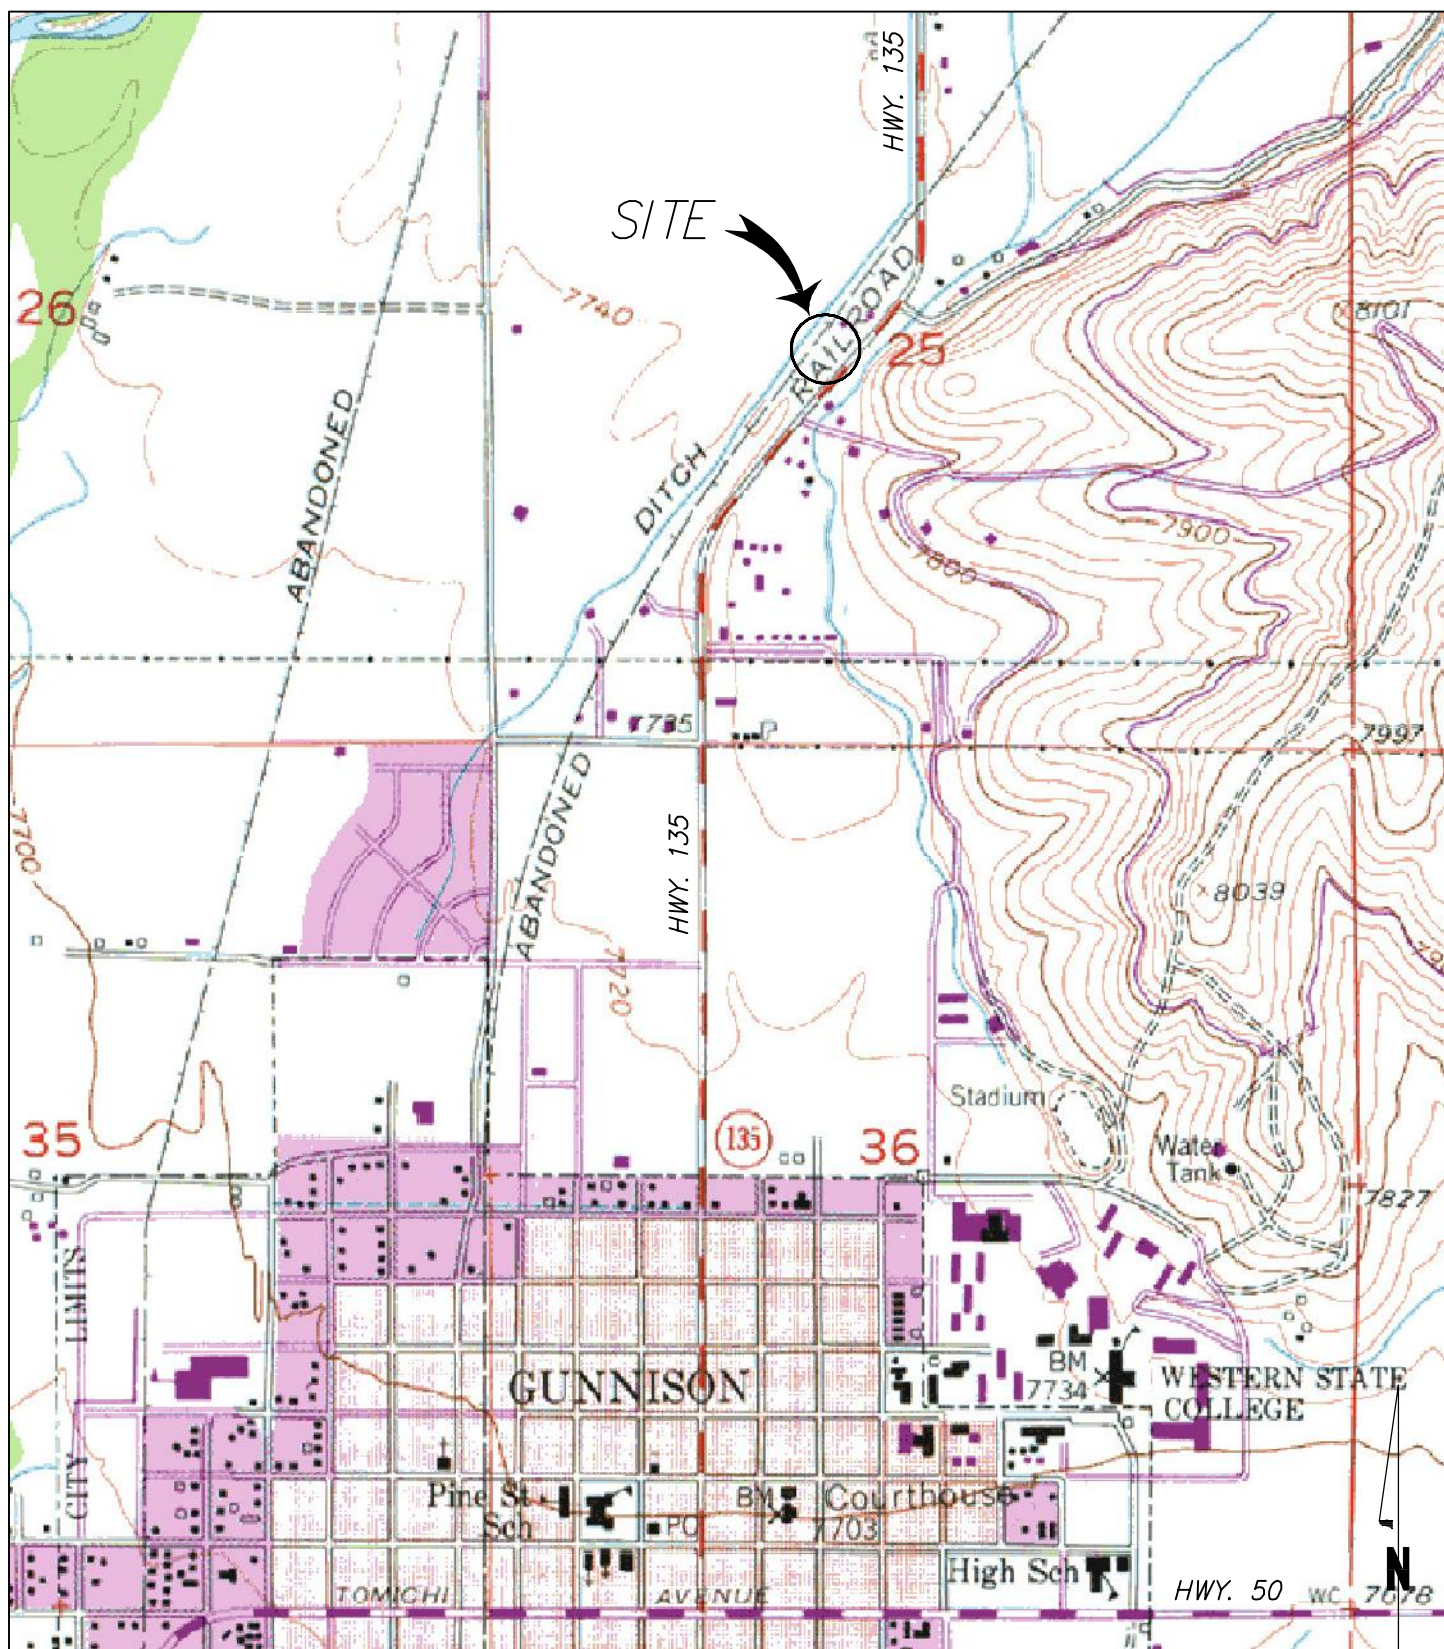 HWY. 135
SITE
RAILROAD
26
7740
25
8101
ABANDONED
DITCH
7900
7735
7997
7700
ABANDONED
HWY. 135
8039
7720
Stadium
35
135
36
Water
Tank
7827
CITY LIMITS
GUNNISON
BM
7734
WESTERN STATE
COLLEGE
Pine St
Sch
PO
BM
7703
Courthouse
High Sch
TOMICHI AVENUE
HWY. 50
WC 7678
N